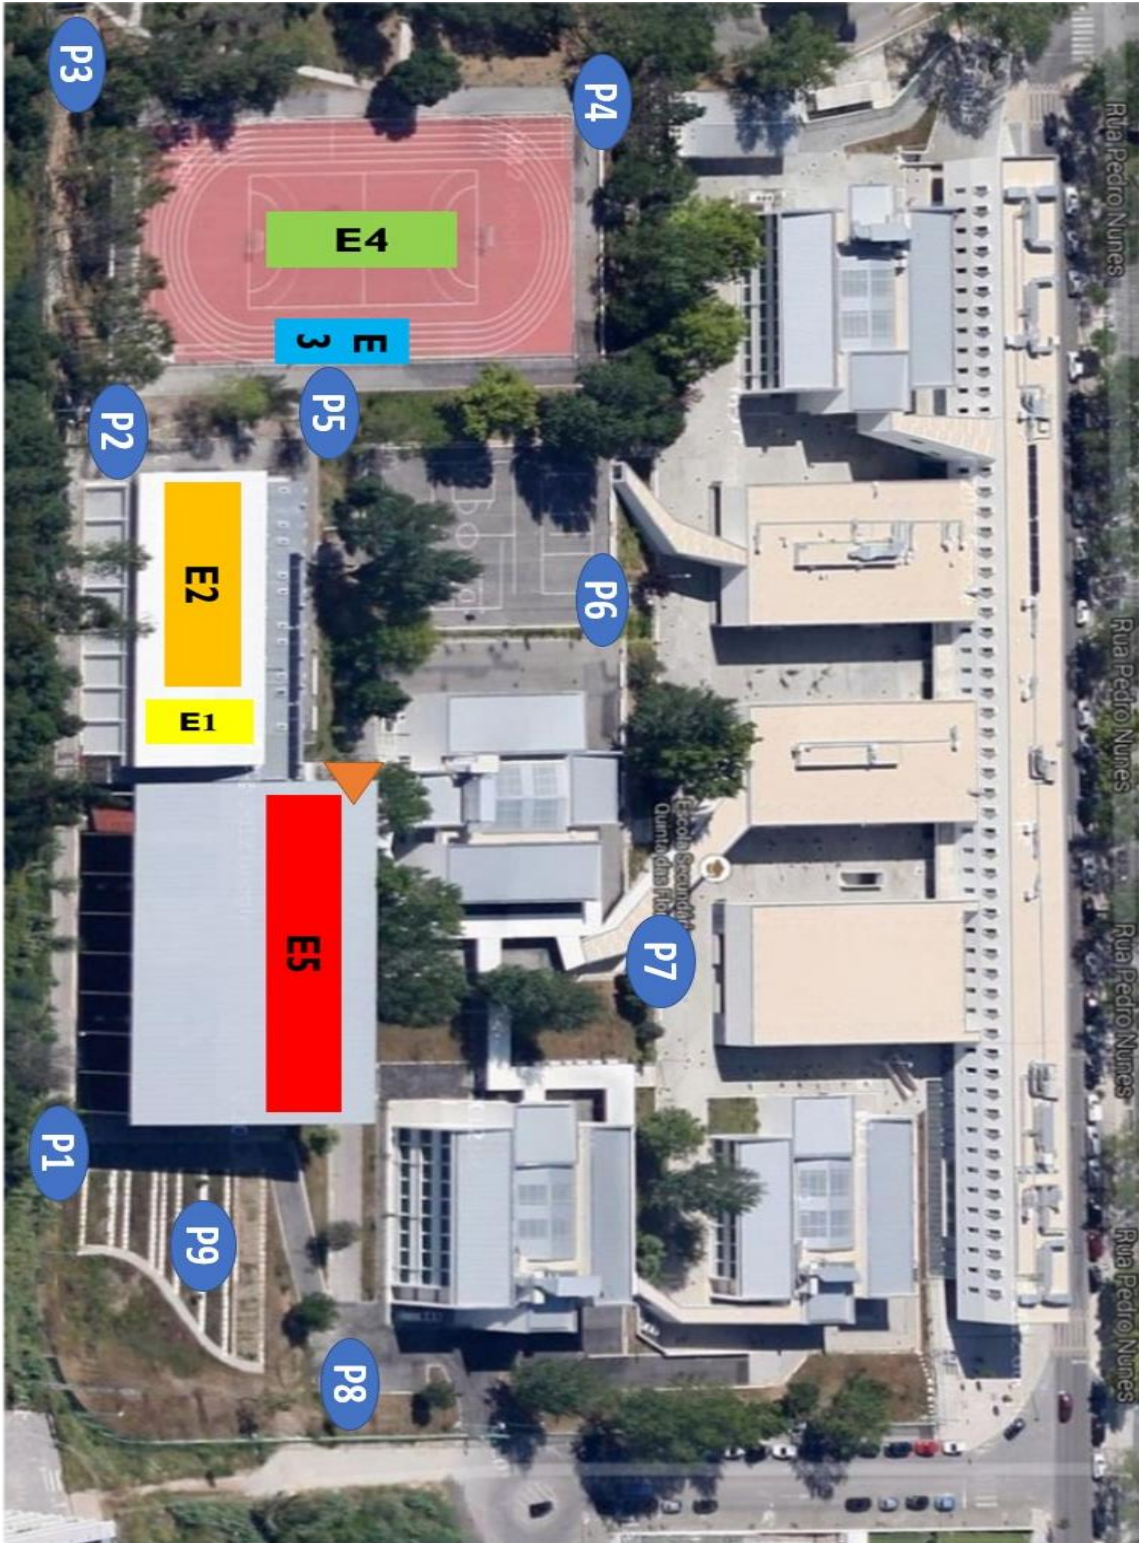 P3
P4
Rua Pedro Nunes
E4
E
3
P5
P2
E2
P6
Rua Pedro Nunes
E1
Escola Secundária
Quinta das
E5
P7
Rua Pedro Nunes
P1
P9
Rua Pedro Nunes
P8